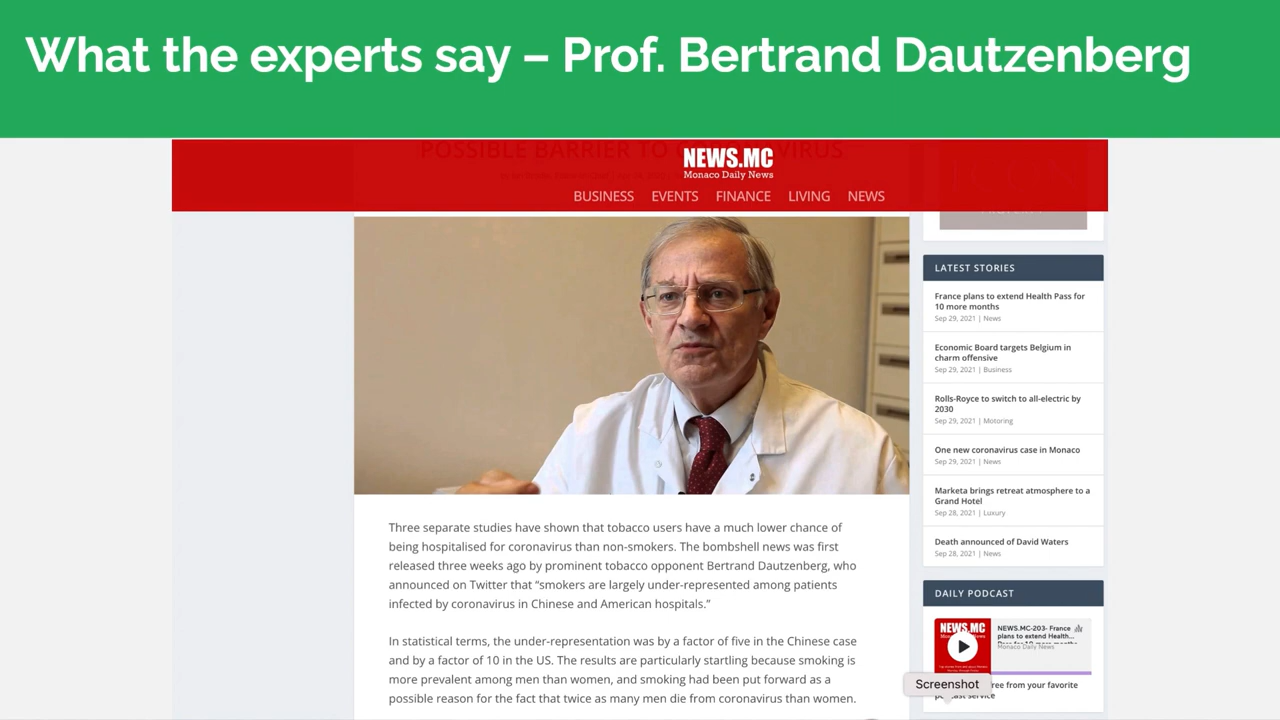 What the experts say – Prof. Bertrand Dautzenberg
POSSIBLE BARRIER TO
VIRUS
NEWS.MC
Monaco Daily News
BUSINESS EVENTS FINANCE LIVING NEWS
Three separate studies have shown that tobacco users have a much lower chance of
being hospitalised for coronavirus than non-smokers. The bombshell news was first
released three weeks ago by prominent tobacco opponent Bertrand Dautzenberg, who
announced on Twitter that “smokers are largely under-represented among patients
infected by coronavirus in Chinese and American hospitals.”
In statistical terms, the under-representation was by a factor of five in the Chinese case
and by a factor of 10 in the US. The results are particularly startling because smoking is
more prevalent among men than women, and smoking had been put forward as a
possible reason for the fact that twice as many men die from coronavirus than women.
LATEST STORIES
France plans to extend Health Pass for
10 more months
Sep 29, 2021 | News
Economic Board targets Belgium in
charm offensive
Sep 29, 2021 | Business
Rolls-Royce to switch to all-electric by
2030
Sep 29, 2021 | Motoring
One new coronavirus case in Monaco
Sep 29, 2021 | News
Marketa brings retreat atmosphere to a
Grand Hotel
Sep 28, 2021 | Luxury
Death announced of David Waters
Sep 28, 2021 | News
DAILY PODCAST
NEWS.MC
NEWS.MC-203- France
plans to extend Health...
Monaco Daily News
Screenshot
free from your favorite
service